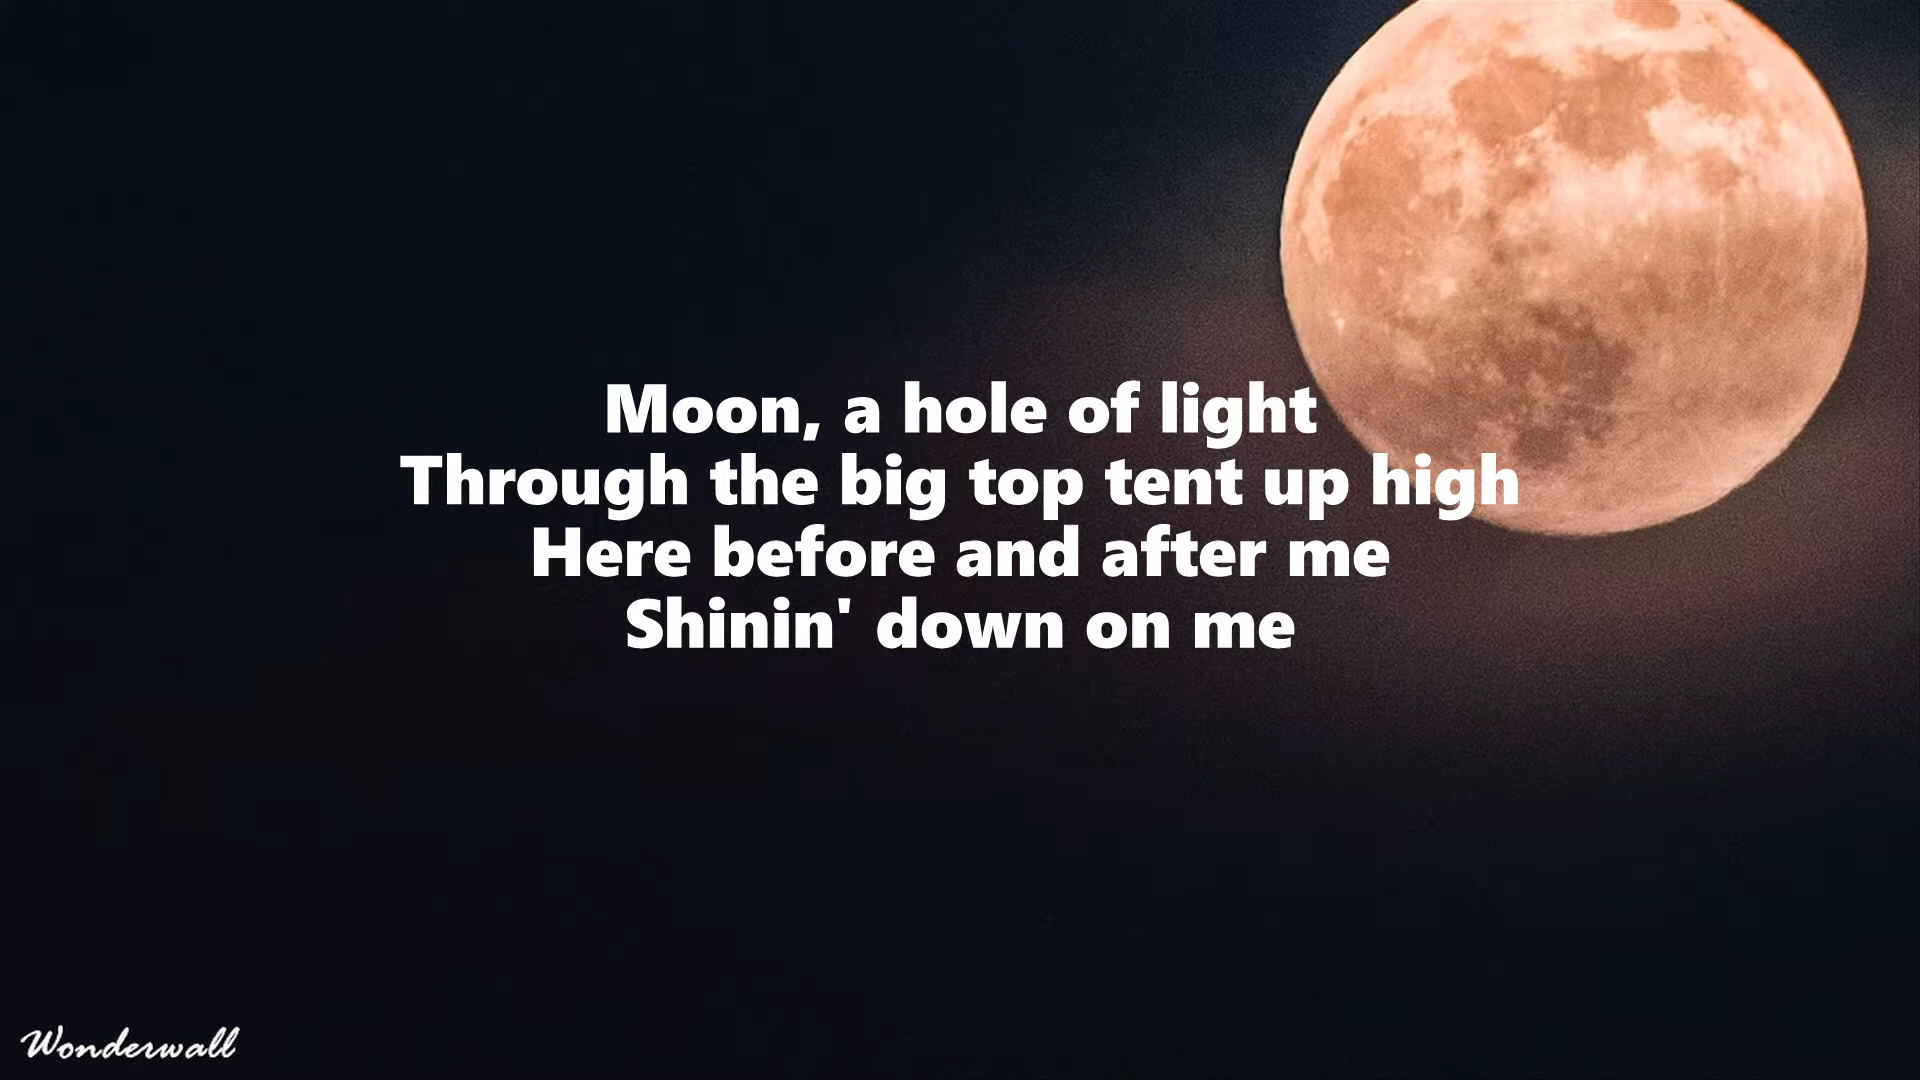 Moon, a hole of light
Through the big top tent up high
Here before and after me
Shinin' down on me
Wonderwall